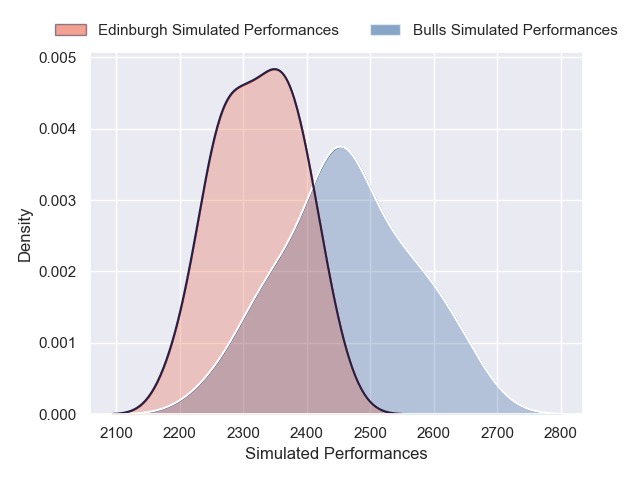 Edinburgh Simulated Performances Bulls Simulated Performances
0.005
0.004
0.003
0.002
0.001
0.000
Density
2100 2200 2300 2400 2500 2600 2700 2800
Simulated Performances